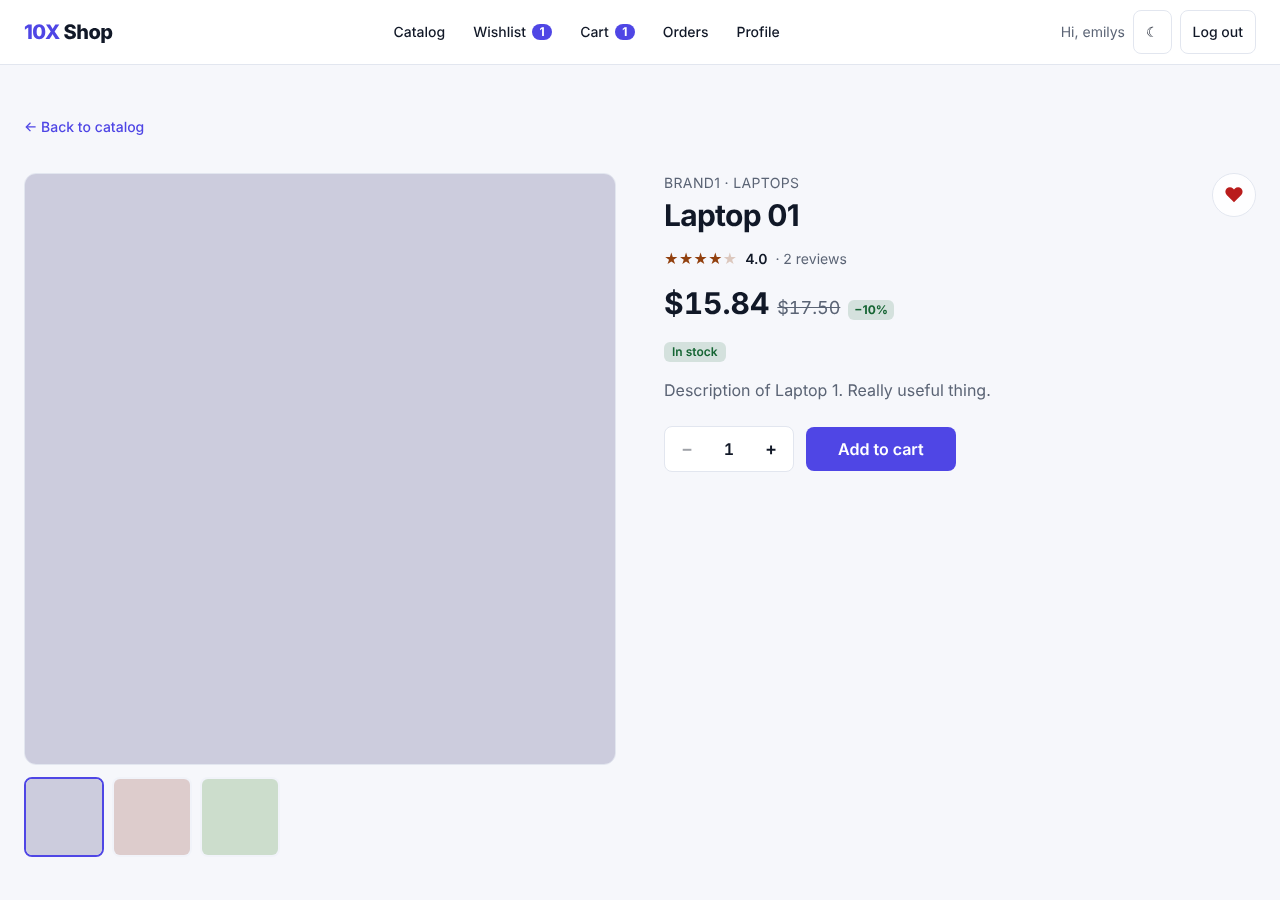 10X Shop Catalog Wishlist 1 Cart 1 Orders Profile Hi, emilys Log out
← Back to catalog
BRAND1 · LAPTOPS
Laptop 01
★★★★★ 4.0 · 2 reviews
$15.84 $17.50 −10%
In stock
Description of Laptop 1. Really useful thing.
− 1 + Add to cart